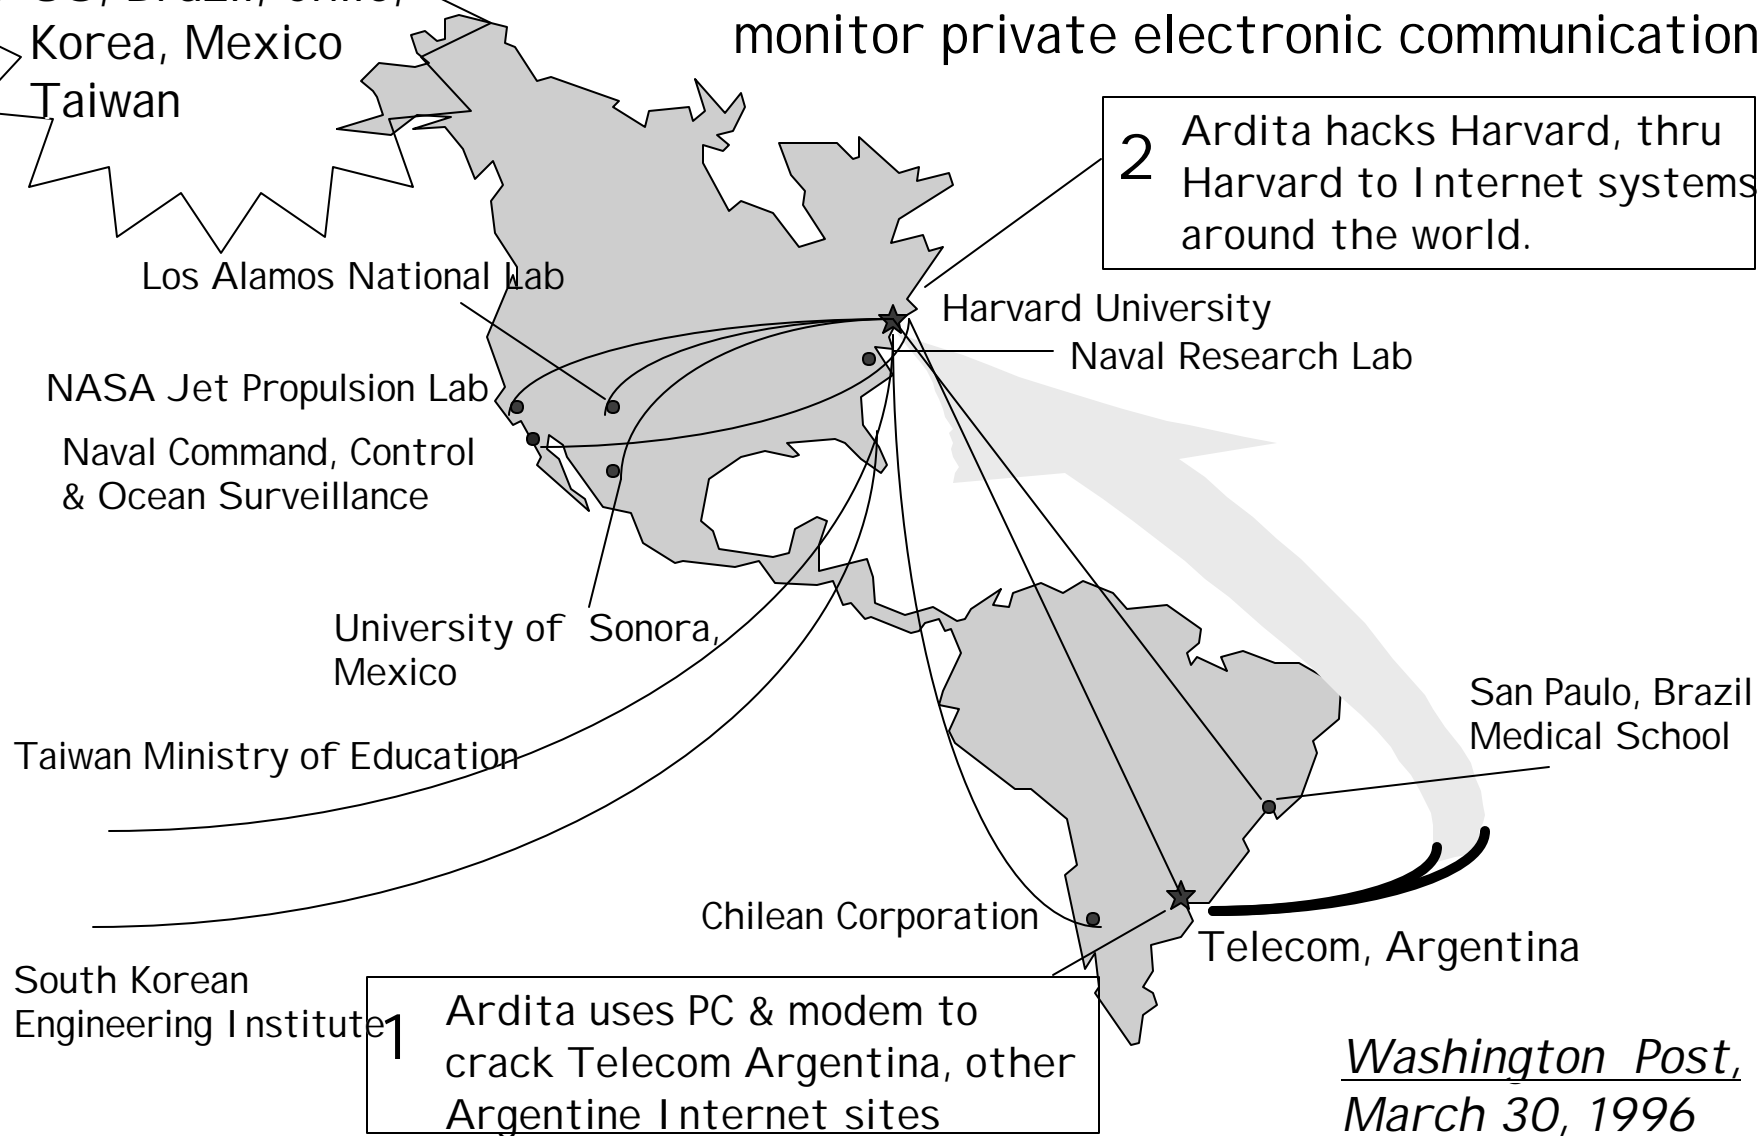 Korea, Mexico
Taiwan
monitor private electronic communication
2
Ardita hacks Harvard, thru
Harvard to Internet systems
around the world.
Los Alamos National Lab
Harvard University
Naval Research Lab
NASA Jet Propulsion Lab
Naval Command, Control
& Ocean Surveillance
University of Sonora,
Mexico
San Paulo, Brazil
Medical School
Taiwan Ministry of Education
Chilean Corporation
Telecom, Argentina
South Korean
Engineering Institute
1
Ardita uses PC & modem to
crack Telecom Argentina, other
Argentine Internet sites
Washington Post,
March 30, 1996